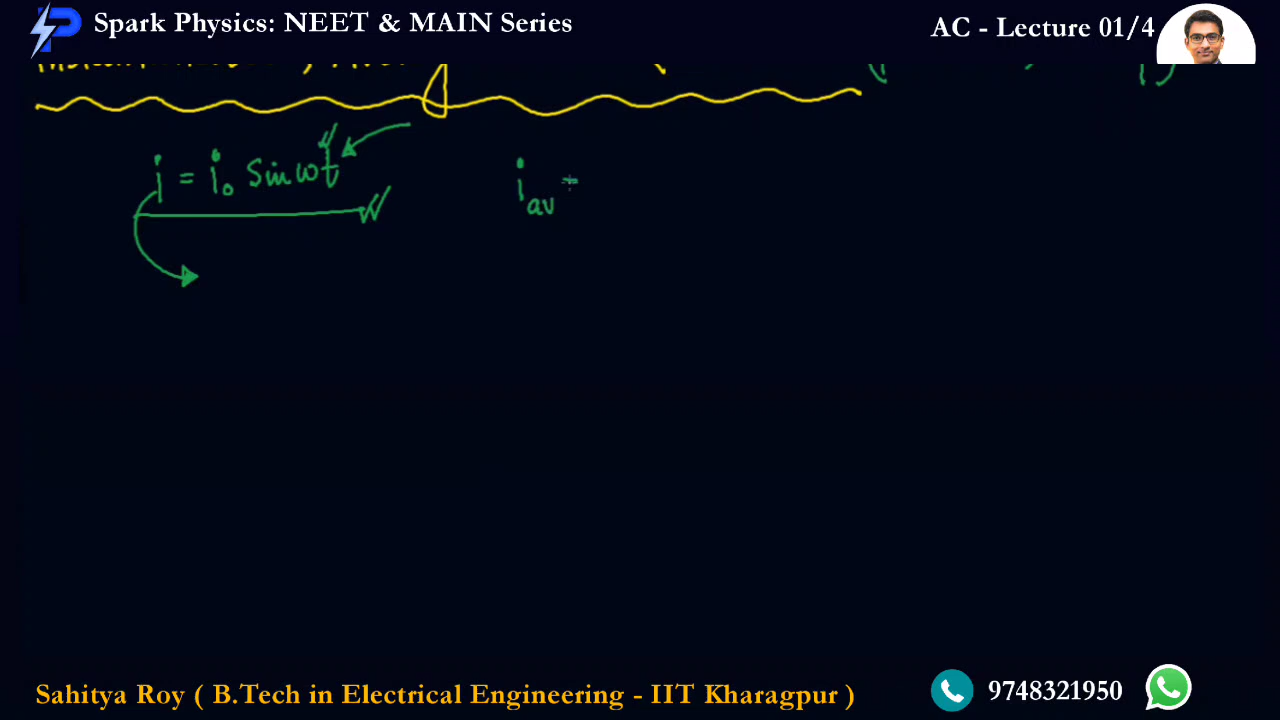 Spark Physics: NEET & MAIN Series
AC - Lecture 01/4
i = i₀ sin ωt
i_av =
Sahitya Roy ( B.Tech in Electrical Engineering - IIT Kharagpur )
9748321950